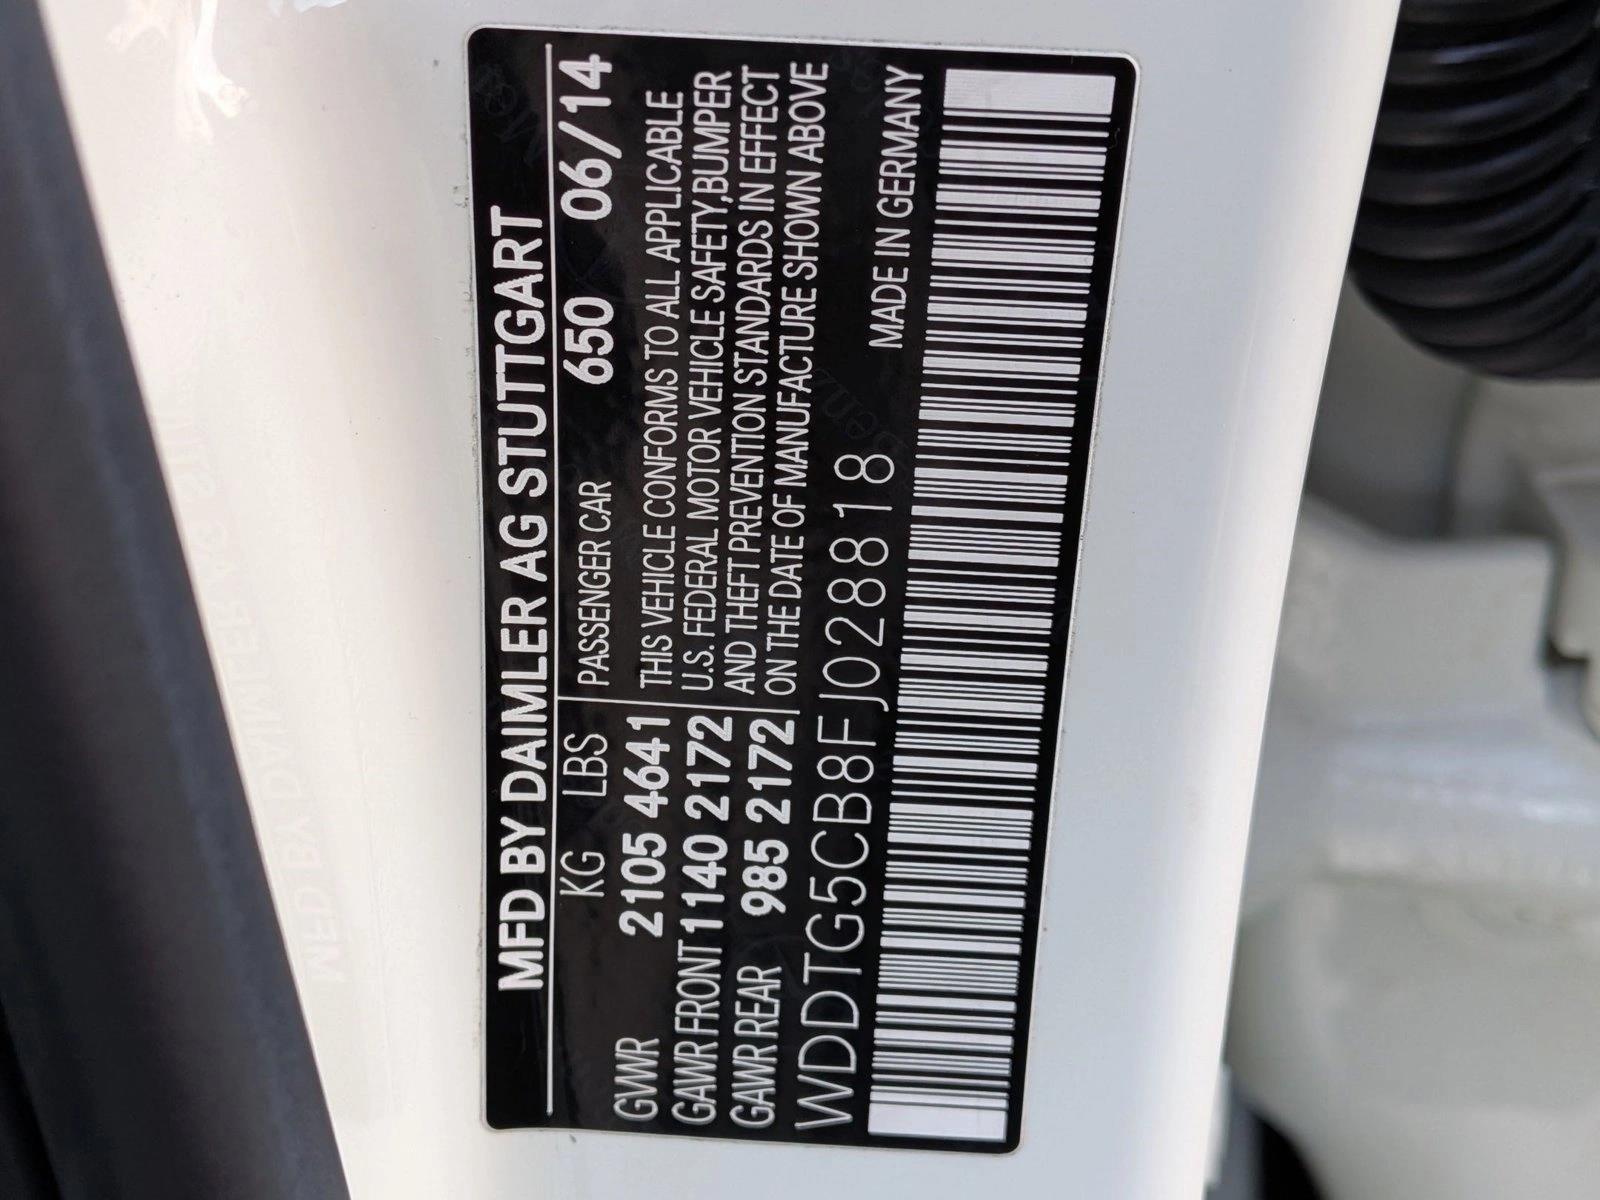 MFD BY DAIMLER AG STUTTGART
KG LBS PASSENGER CAR 650 06/14
GVWR 2105 4641 THIS VEHICLE CONFORMS TO ALL APPLICABLE
GAWR FRONT 1140 2172 U.S. FEDERAL MOTOR VEHICLE SAFETY,BUMPER
AND THEFT PREVENTION STANDARDS IN EFFECT
GAWR REAR 985 2172 ON THE DATE OF MANUFACTURE SHOWN ABOVE
WDDTG5CB8FJ028818
MADE IN GERMANY